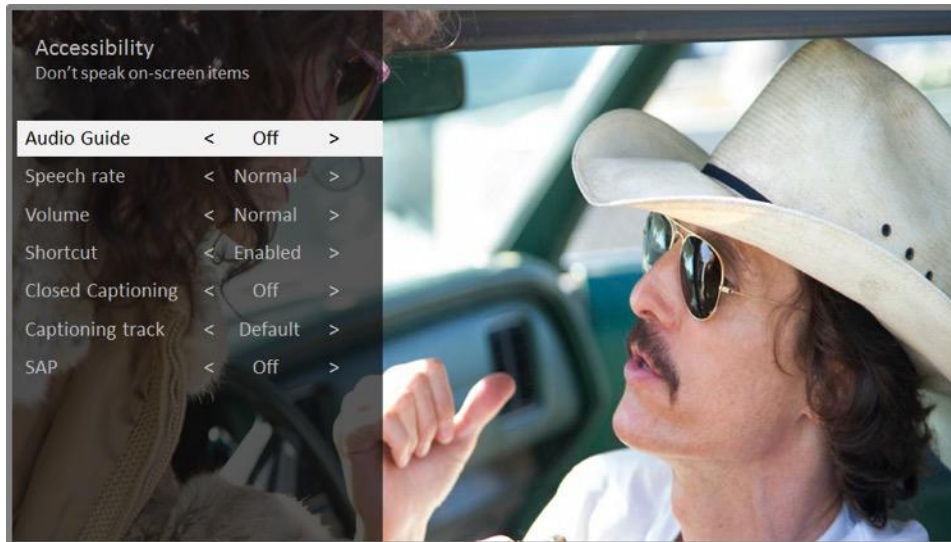 Accessibility
Don't speak on-screen items
Audio Guide < Off >
Speech rate < Normal >
Volume < Normal >
Shortcut < Enabled >
Closed Captioning < Off >
Captioning track < Default >
SAP < Off >